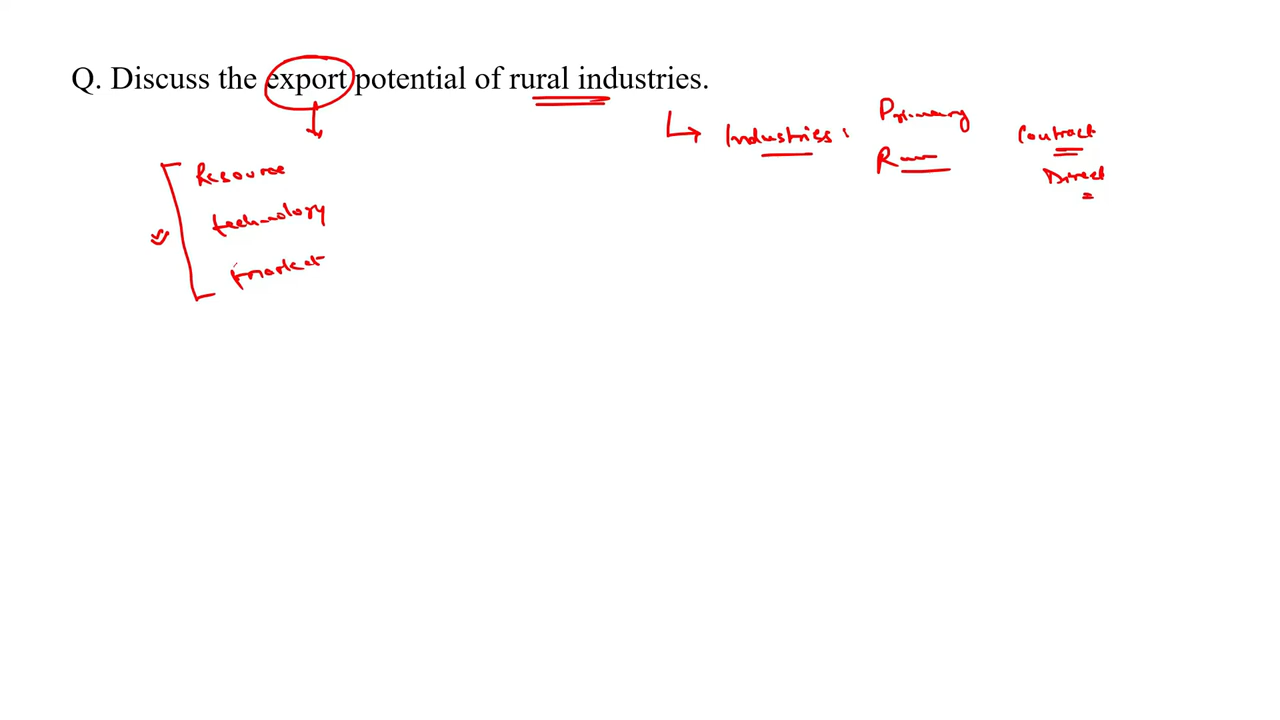 Q. Discuss the export potential of rural industries.
Industries :
Primary
Contract
Direct
Resource
technology
market